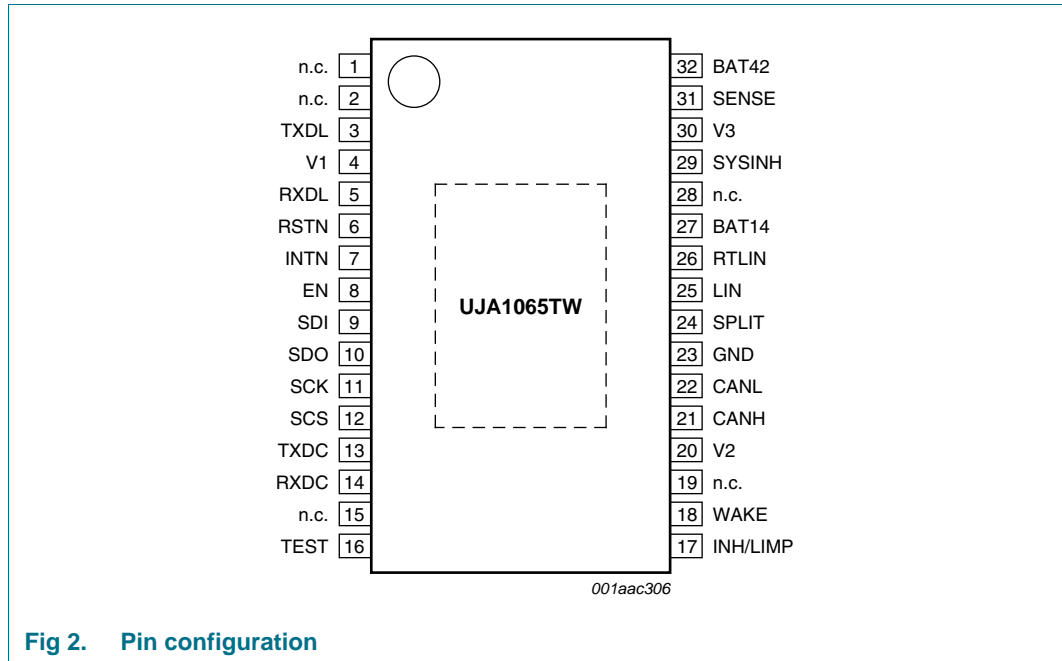 n.c. 1 32 BAT42
n.c. 2 31 SENSE
TXDL 3 30 V3
V1 4 29 SYSINH
RXDL 5 28 n.c.
RSTN 6 27 BAT14
INTN 7 26 RTLIN
EN 8 25 LIN
UJA1065TW
SDI 9 24 SPLIT
SDO 10 23 GND
SCK 11 22 CANL
SCS 12 21 CANH
TXDC 13 20 V2
RXDC 14 19 n.c.
n.c. 15 18 WAKE
TEST 16 17 INH/LIMP
001aac306
Fig 2. Pin configuration